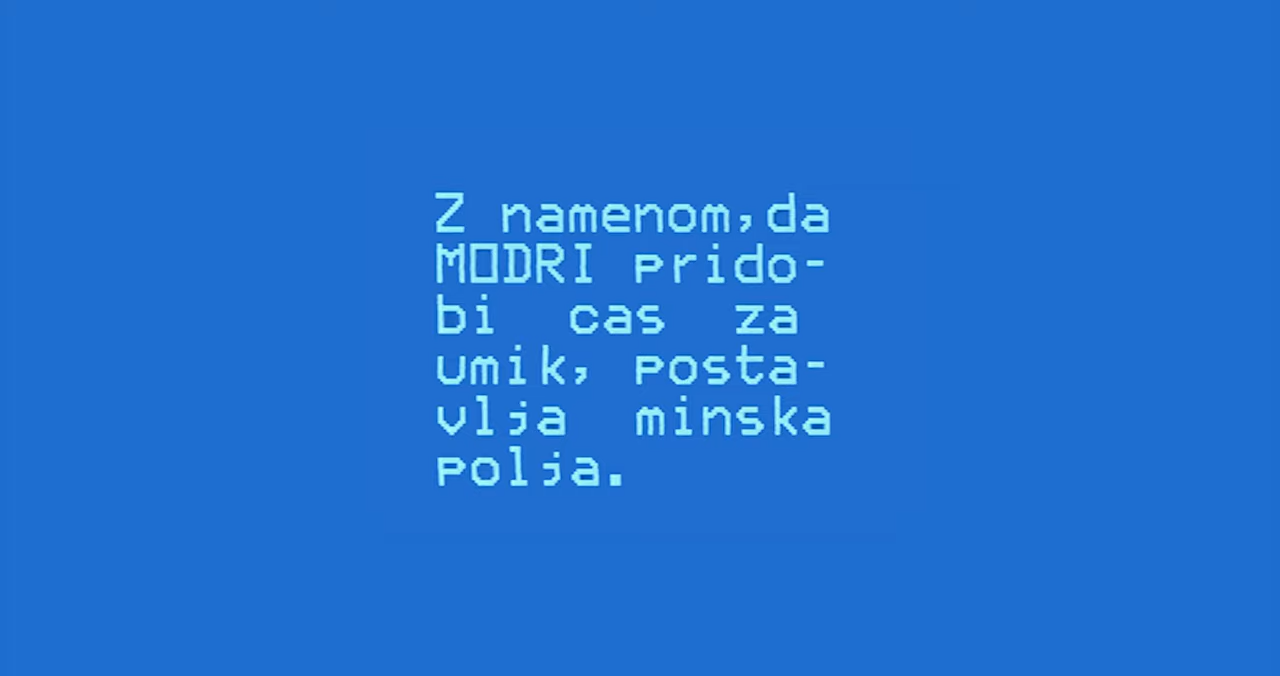 Z namenom,da
MODRI prido-
bi cas za
umik, posta-
vlja minska
polja.